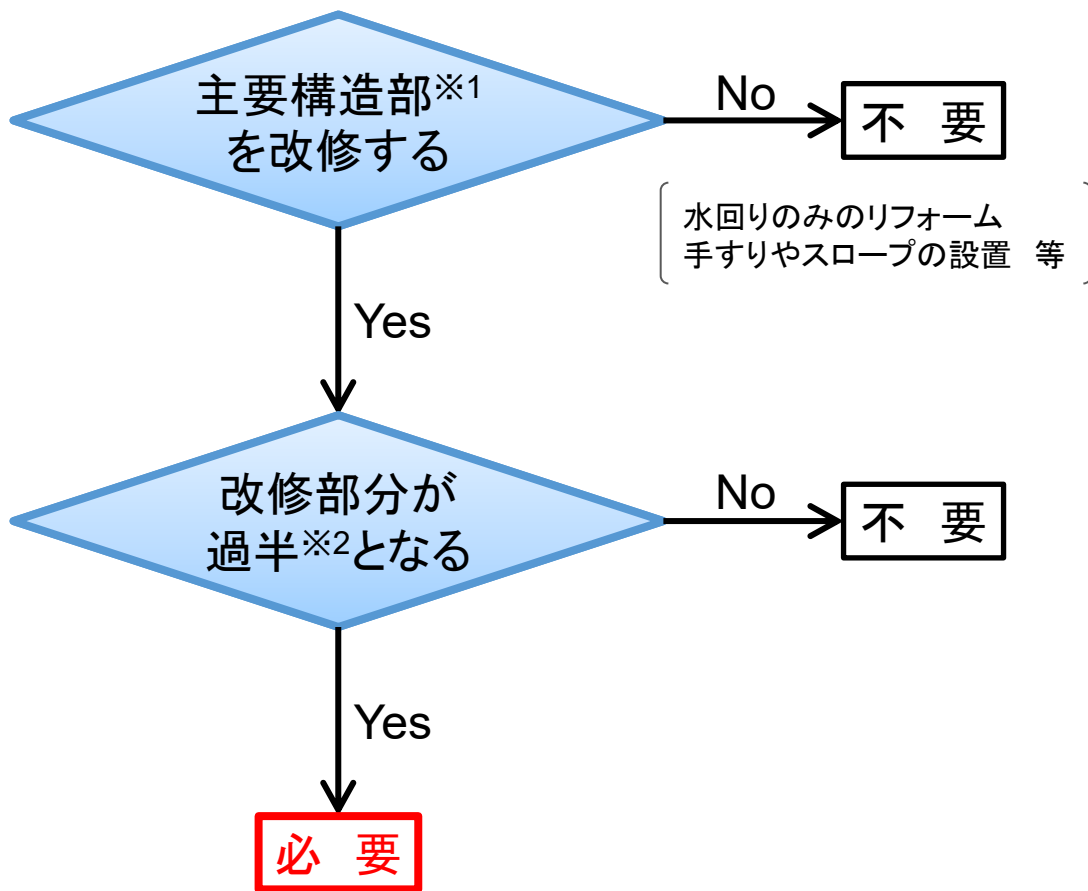 主要構造部※1
を改修する
No
不 要
水回りのみのリフォーム
手すりやスロープの設置 等
Yes
改修部分が
過半※2となる
No
不 要
Yes
必 要